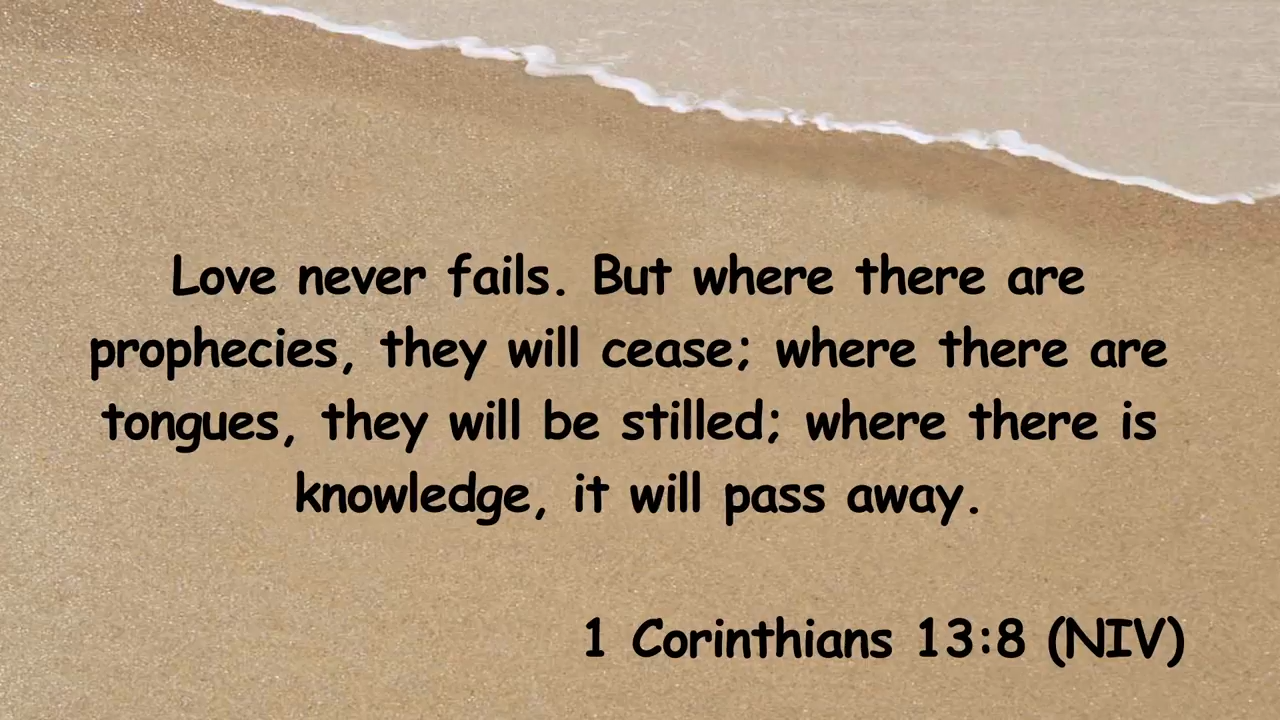 Love never fails. But where there are
prophecies, they will cease; where there are
tongues, they will be stilled; where there is
knowledge, it will pass away.
1 Corinthians 13:8 (NIV)